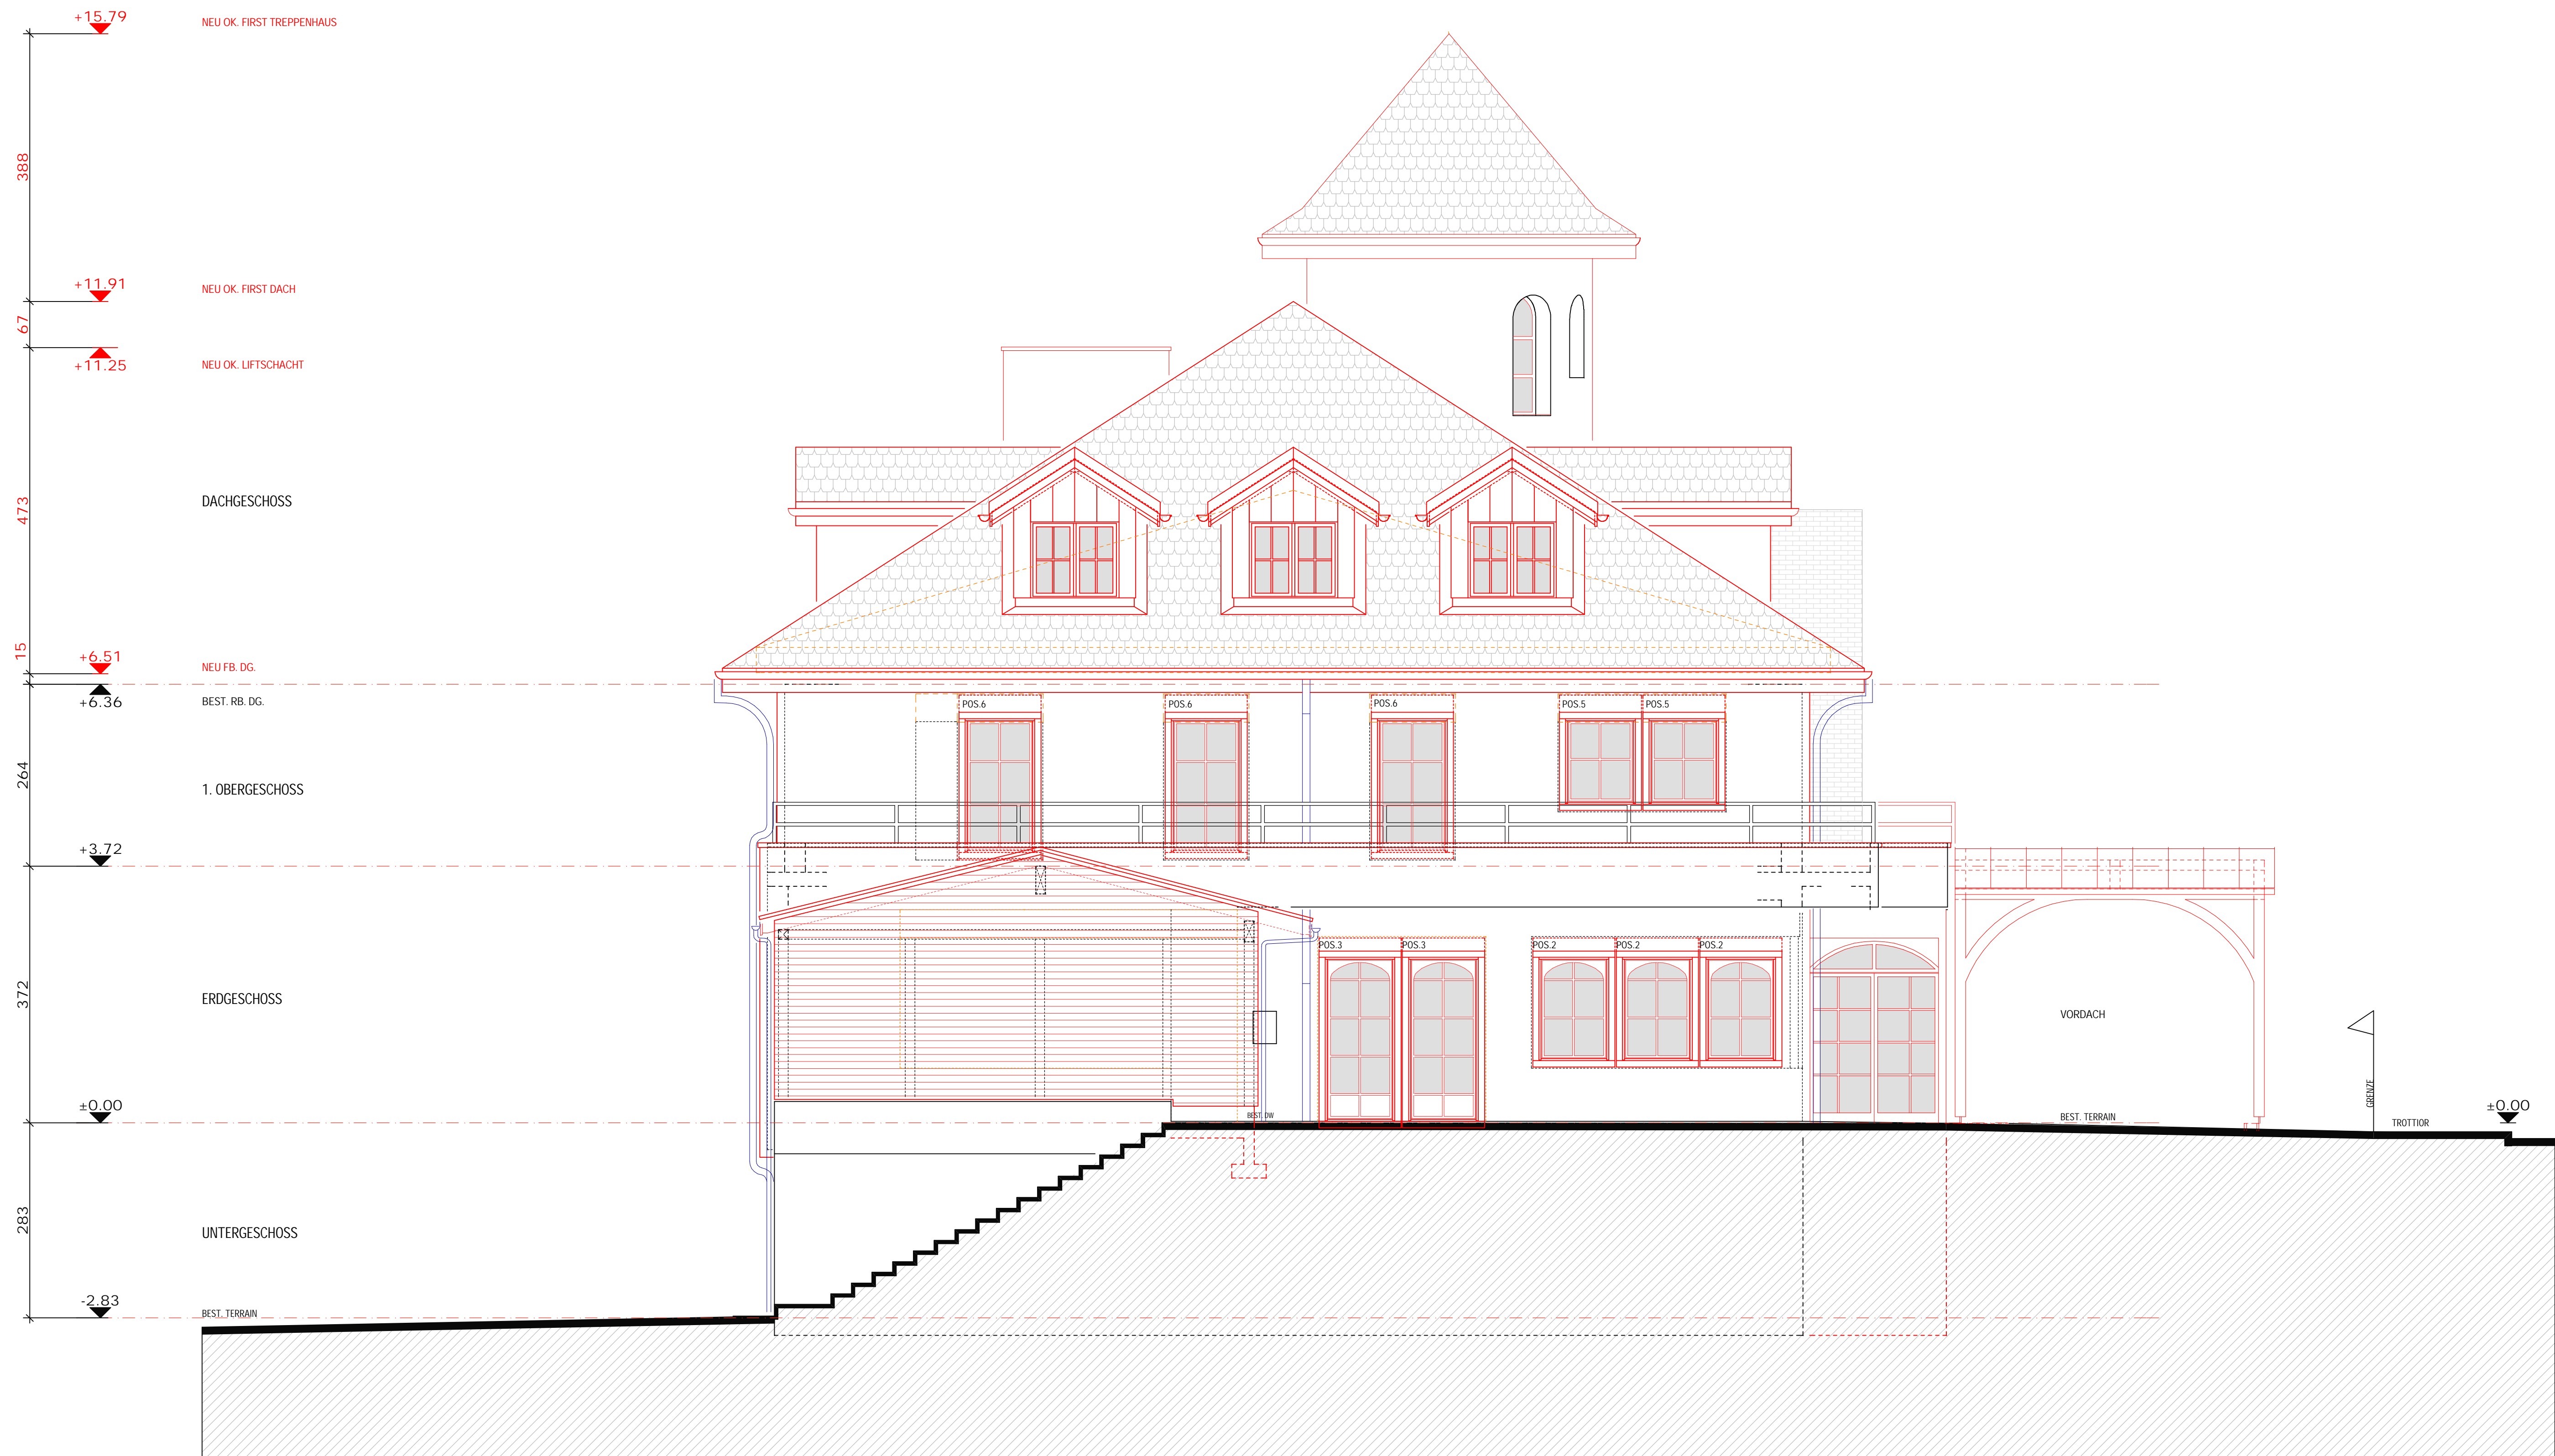 +15.79
NEU OK. FIRST TREPPENHAUS
388
+11.91
NEU OK. FIRST DACH
67
+11.25
NEU OK. LIFTSCHACHT
473
DACHGESCHOSS
15
+6.51
NEU FB. DG.
+6.36
BEST. RB. DG.
POS.6
POS.6
POS.6
POS.5
POS.5
264
1. OBERGESCHOSS
+3.72
POS.3
POS.3
POS.2
POS.2
POS.2
372
ERDGESCHOSS
VORDACH
GRENZE
±0.00
BEST. DW
BEST. TERRAIN
TROTTIOR
±0.00
283
UNTERGESCHOSS
-2.83
BEST. TERRAIN